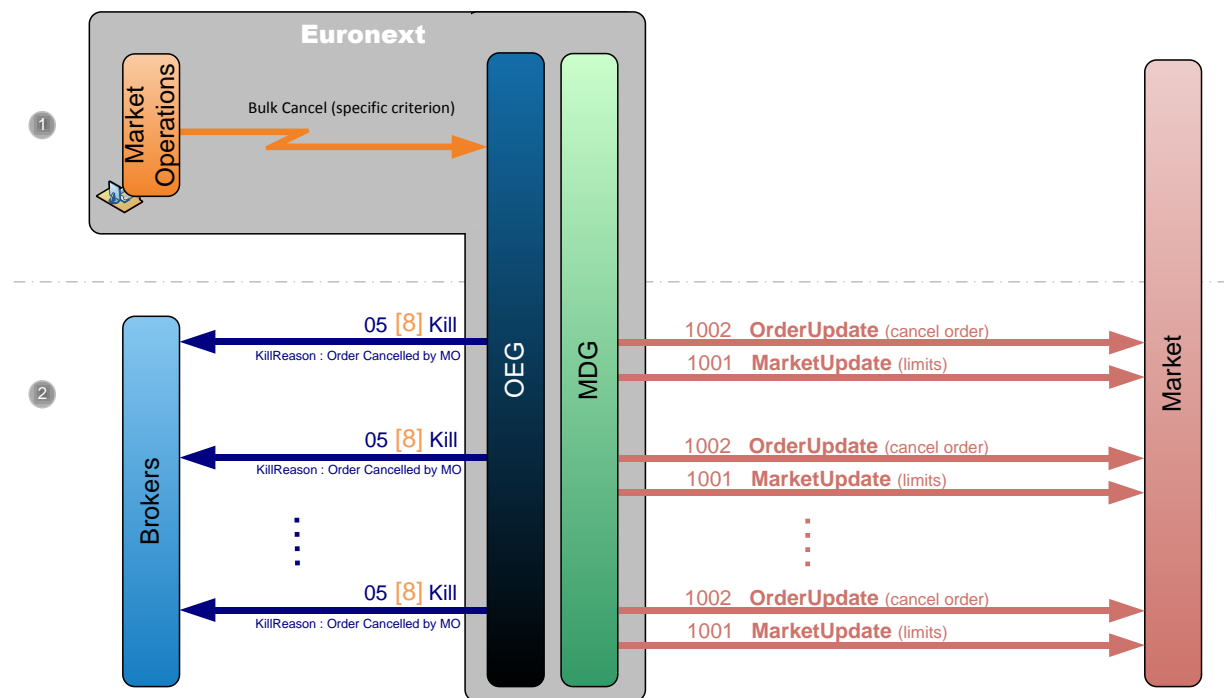 Euronext
Market
Operations
Bulk Cancel (specific criterion)
1
OEG
MDG
Market
2
Brokers
05 [8] Kill
KillReason : Order Cancelled by MO
1002 OrderUpdate (cancel order)
1001 MarketUpdate (limits)
05 [8] Kill
KillReason : Order Cancelled by MO
1002 OrderUpdate (cancel order)
1001 MarketUpdate (limits)
05 [8] Kill
KillReason : Order Cancelled by MO
1002 OrderUpdate (cancel order)
1001 MarketUpdate (limits)